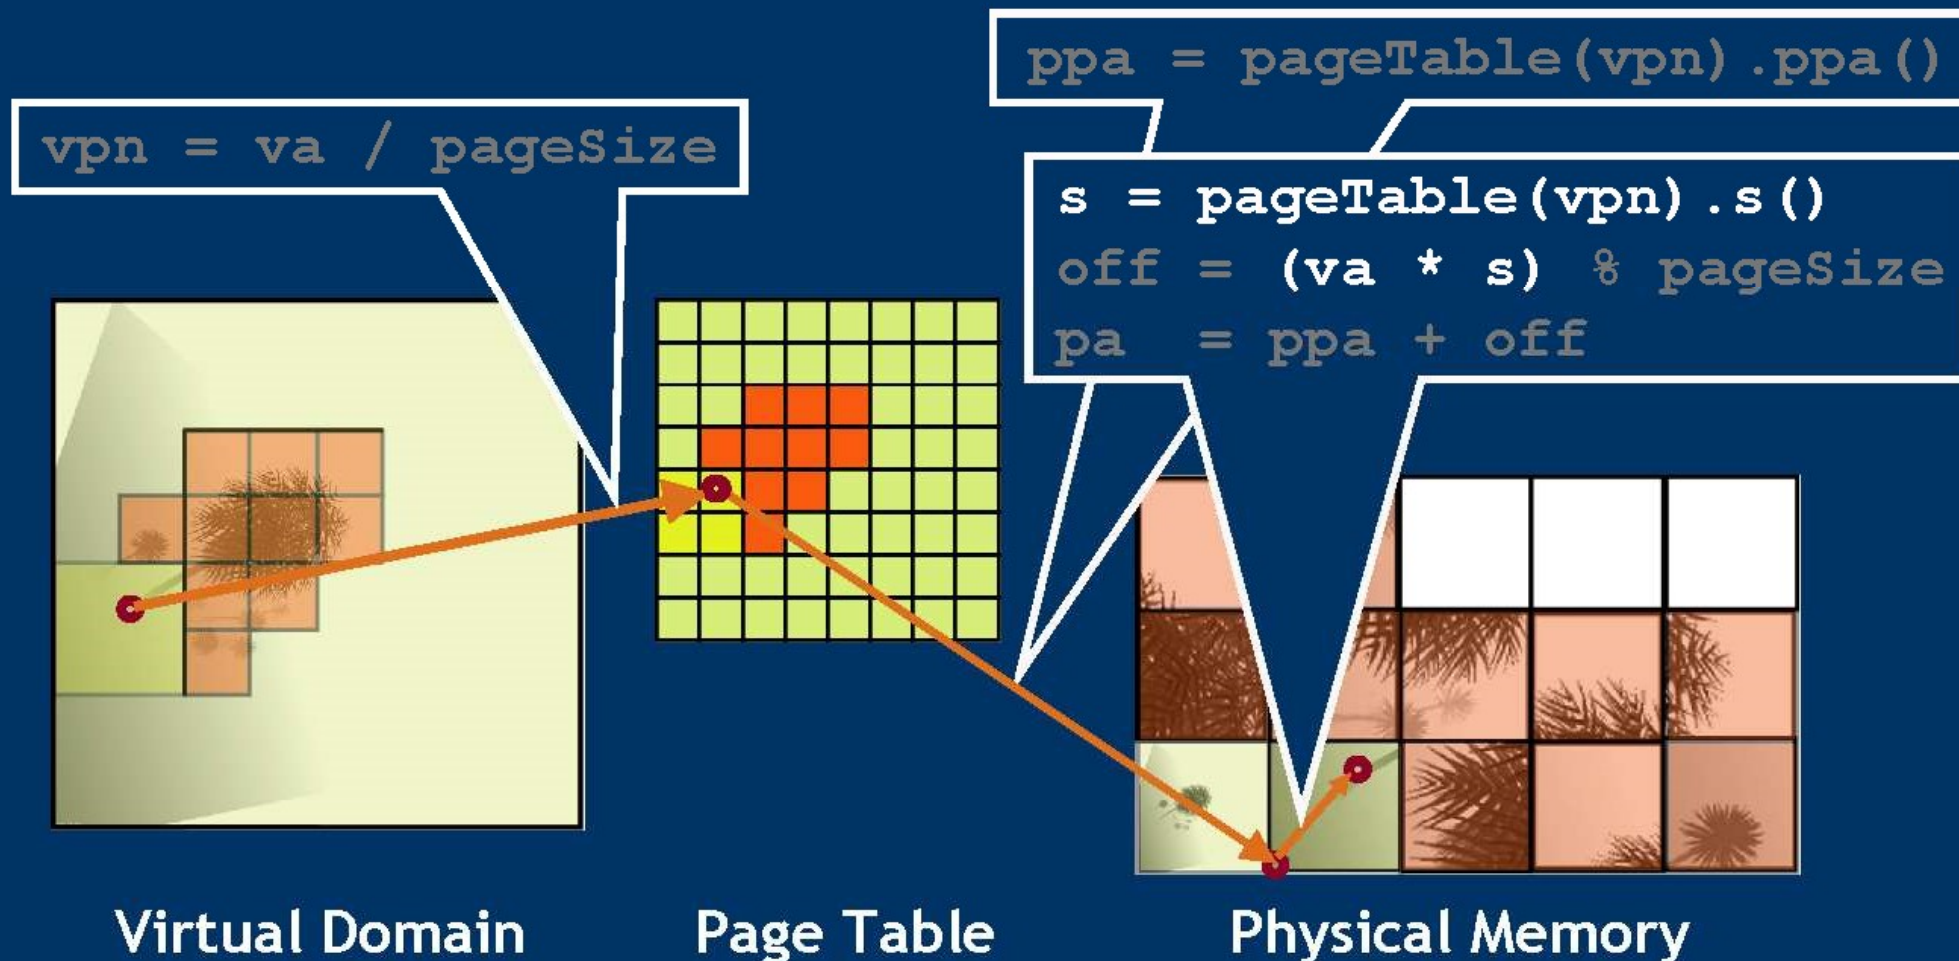 ppa = pageTable(vpn).ppa()
vpn = va / pageSize
s = pageTable(vpn).s()
off = (va * s) % pageSize
pa = ppa + off
Virtual Domain
Page Table
Physical Memory